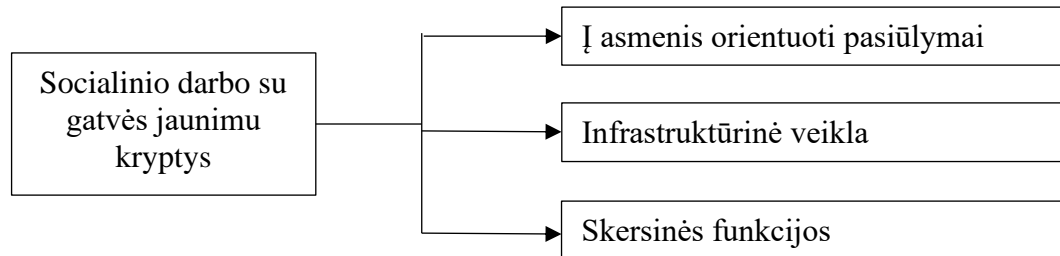 Socialinio darbo su
gatvės jaunimu
kryptys
Į asmenis orientuoti pasiūlymai
Infrastruktūrinė veikla
Skersinės funkcijos